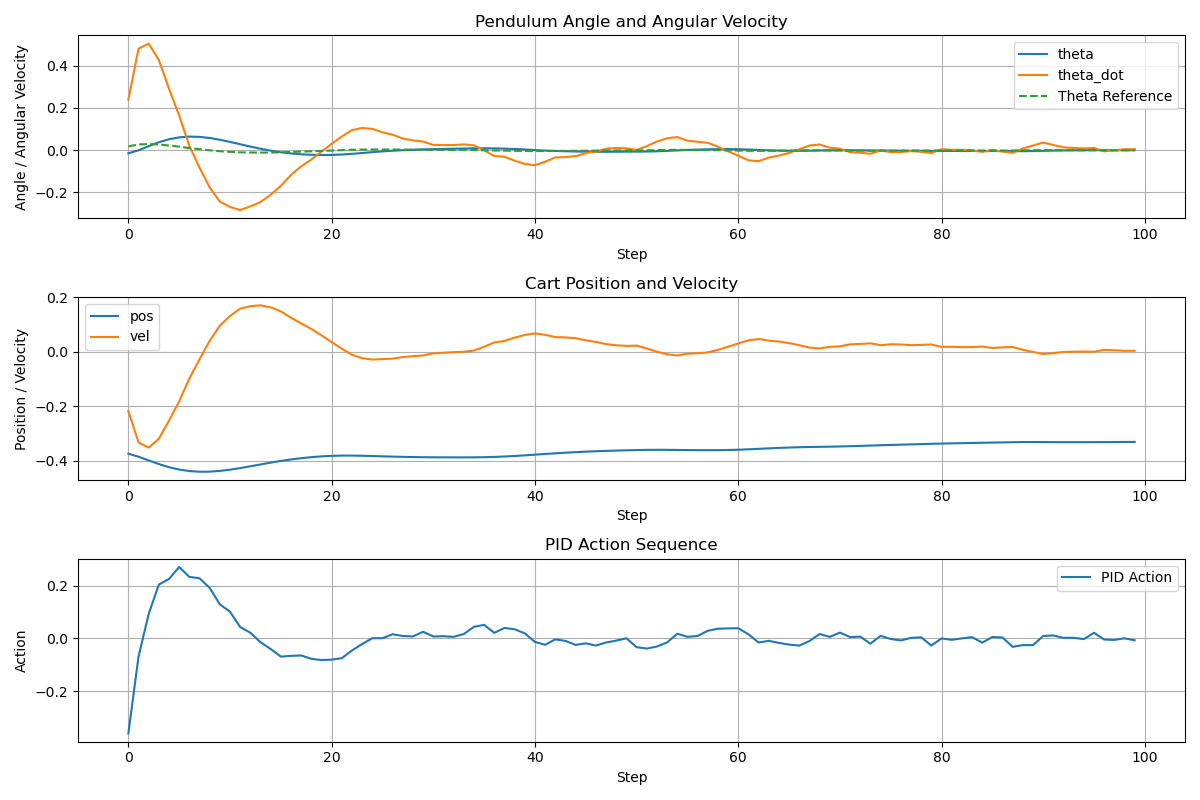 Pendulum Angle and Angular Velocity
Angle / Angular Velocity
0.4
0.2
0.0
−0.2
theta
theta_dot
Theta Reference
0 20 40 60 80 100
Step
Cart Position and Velocity
Position / Velocity
0.2
0.0
−0.2
−0.4
pos
vel
0 20 40 60 80 100
Step
PID Action Sequence
Action
0.2
0.0
−0.2
PID Action
0 20 40 60 80 100
Step